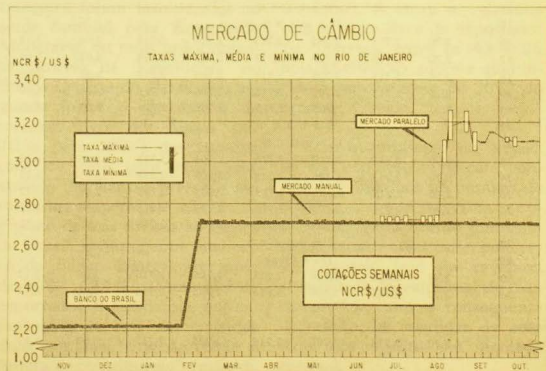 MERCADO DE CÂMBIO
TAXAS MÁXIMA, MÉDIA E MÍNIMA NO RIO DE JANEIRO
NCR $ / US $
3,40
3,20
3,00
2,80
2,60
2,40
2,20
1,00
TAXA MÁXIMA
TAXA MÉDIA
TAXA MÍNIMA
MERCADO PARALELO
MERCADO MANUAL
BANCO DO BRASIL
COTAÇÕES SEMANAIS
NCR $ / US $
NOV DEZ JAN FEV MAR. ABR. MAI. JUN JUL. AGO SET OUT.